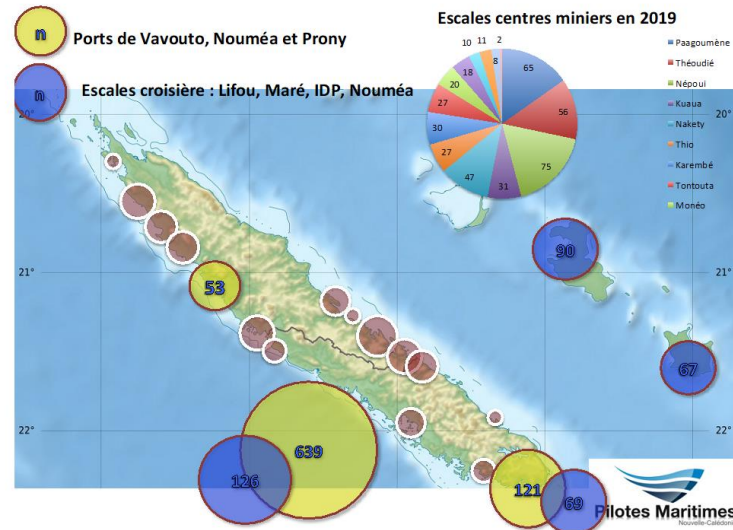 Escales centres miniers en 2019
n
Ports de Vavouto, Nouméa et Prony
n
Escales croisière : Lifou, Maré, IDP, Nouméa
2
11
10
8
18
20
27
30
27
47
31
75
56
65
Paagoumène
Théoudié
Népoui
Kuaua
Nakety
Thio
Karembé
Tontouta
Monéo
20°
20°
21°
21°
22°
22°
90
53
67
639
126
121
69
Pilotes Maritimes
Nouvelle-Calédonie